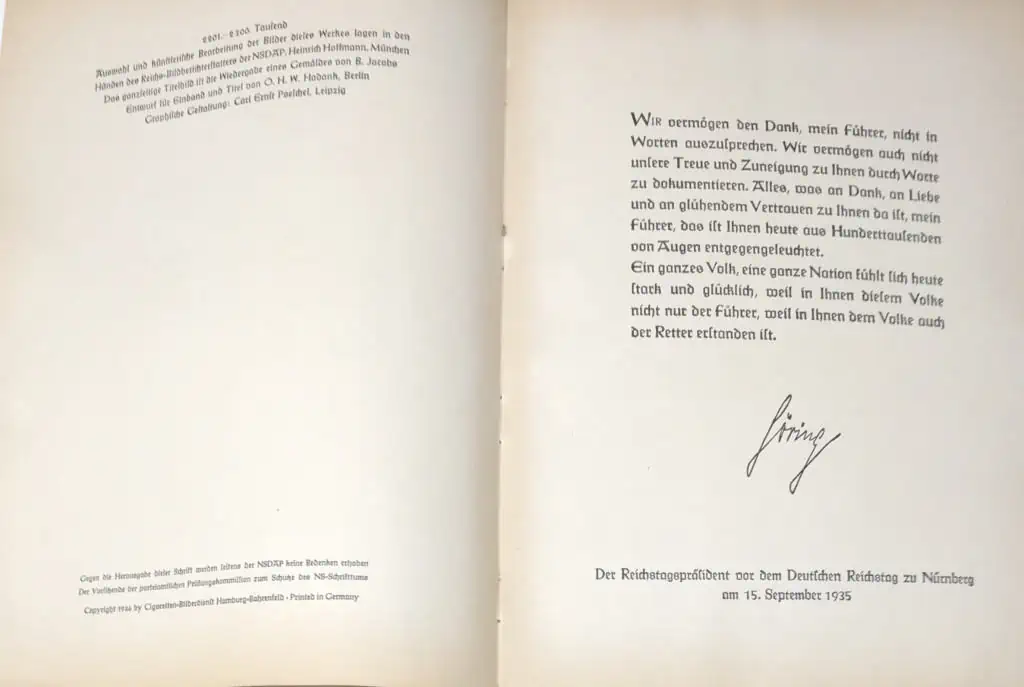 2201.-2300. Tausend
Auswahl und künstlerische Bearbeitung der Bilder dieses Werkes lagen in den
Händen des Reichs-Bildberichterstatters der NSDAP, Heinrich Hoffmann, München
Das ganzseitige Titelbild ist die Wiedergabe eines Gemäldes von B. Jacobs
Entwurf für Einband und Titel von O. H. W. Hadank, Berlin
Graphische Gestaltung: Carl Ernst Poeschel, Leipzig
Gegen die Herausgabe dieser Schrift werden seitens der NSDAP keine Bedenken erhoben
Der Vorsitzende der parteiamtlichen Prüfungskommission zum Schutze des NS-Schrifttums
Copyright 1936 by Cigaretten-Bilderdienst Hamburg-Bahrenfeld · Printed in Germany
WIR vermögen den Dank, mein Führer, nicht in
Worten auszusprechen. Wir vermögen auch nicht
unsere Treue und Zuneigung zu Ihnen durch Worte
zu dokumentieren. Alles, was an Dank, an Liebe
und an glühendem Vertrauen zu Ihnen da ist, mein
Führer, das ist Ihnen heute aus Hunderttausenden
von Augen entgegengeleuchtet.
Ein ganzes Volk, eine ganze Nation fühlt sich heute
stark und glücklich, weil in Ihnen diesem Volke
nicht nur der Führer, weil in Ihnen dem Volke auch
der Retter erstanden ist.
Göring
Der Reichstagspräsident vor dem Deutschen Reichstag zu Nürnberg
am 15. September 1935